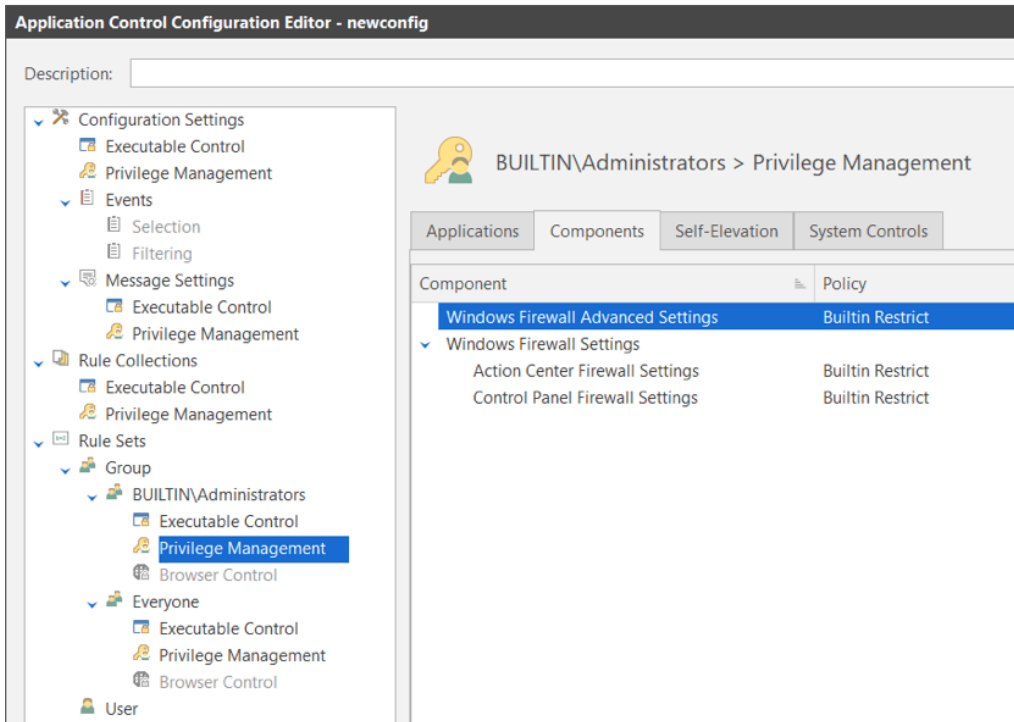 Application Control Configuration Editor - newconfig
Description:
Configuration Settings
Executable Control
Privilege Management
Events
Selection
Filtering
Message Settings
Executable Control
Privilege Management
Rule Collections
Executable Control
Privilege Management
Rule Sets
Group
BUILTIN\Administrators
Executable Control
Privilege Management
Browser Control
Everyone
Executable Control
Privilege Management
Browser Control
User
BUILTIN\Administrators > Privilege Management
Applications Components Self-Elevation System Controls
Component Policy
Windows Firewall Advanced Settings Builtin Restrict
Windows Firewall Settings
Action Center Firewall Settings Builtin Restrict
Control Panel Firewall Settings Builtin Restrict